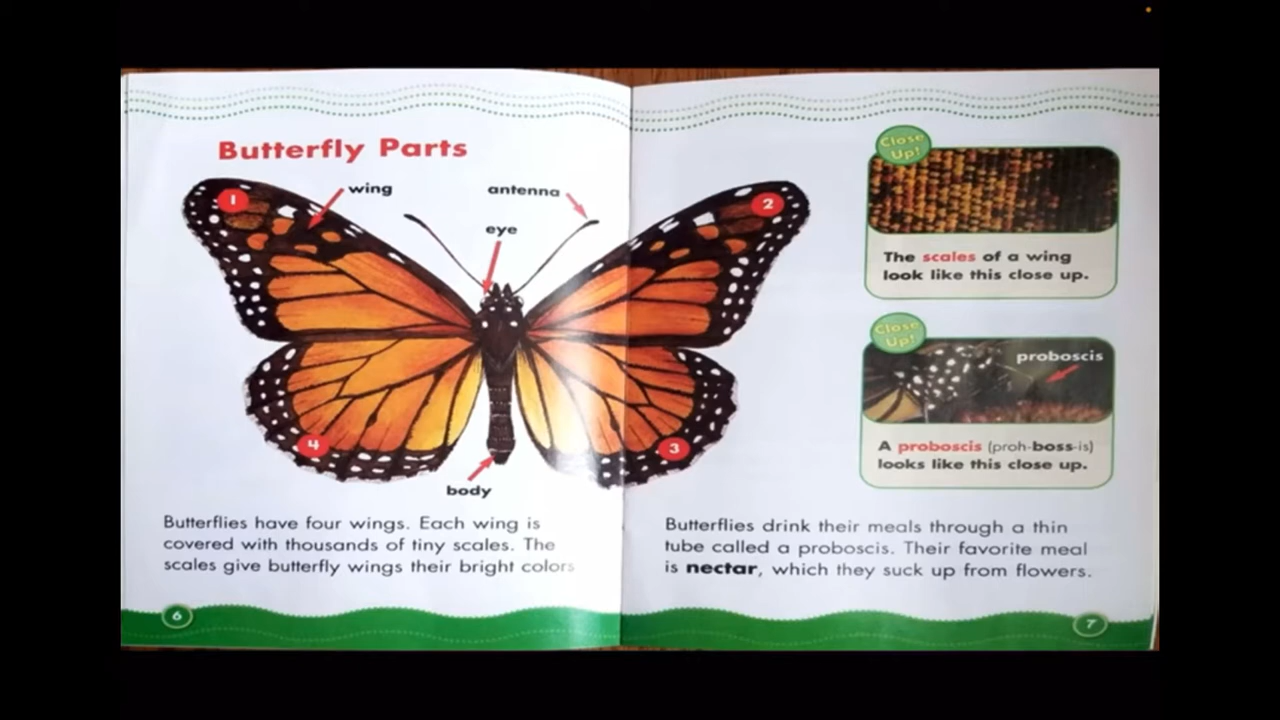 Butterfly Parts
wing
antenna
eye
1
2
4
3
body
Butterflies have four wings. Each wing is
covered with thousands of tiny scales. The
scales give butterfly wings their bright colors
6
Close
Up!
The scales of a wing
look like this close up.
Close
Up!
proboscis
A proboscis (proh-boss-is)
looks like this close up.
Butterflies drink their meals through a thin
tube called a proboscis. Their favorite meal
is nectar, which they suck up from flowers.
7